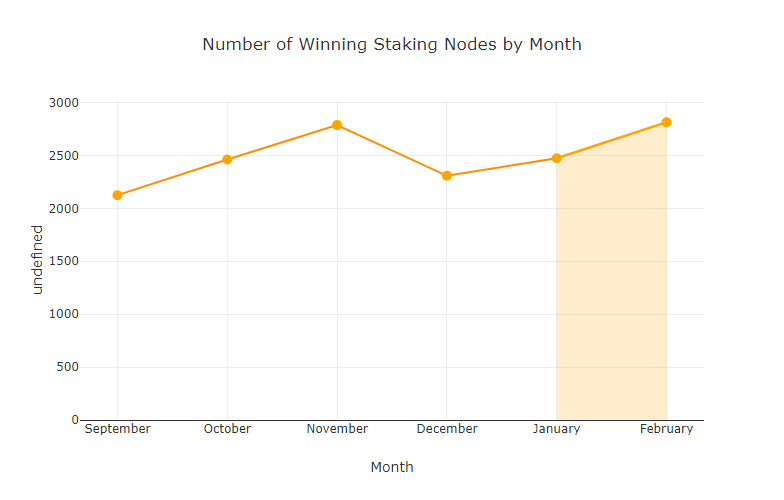 Number of Winning Staking Nodes by Month
3000
2500
2000
1500
1000
500
0
undefined
September October November December January February
Month